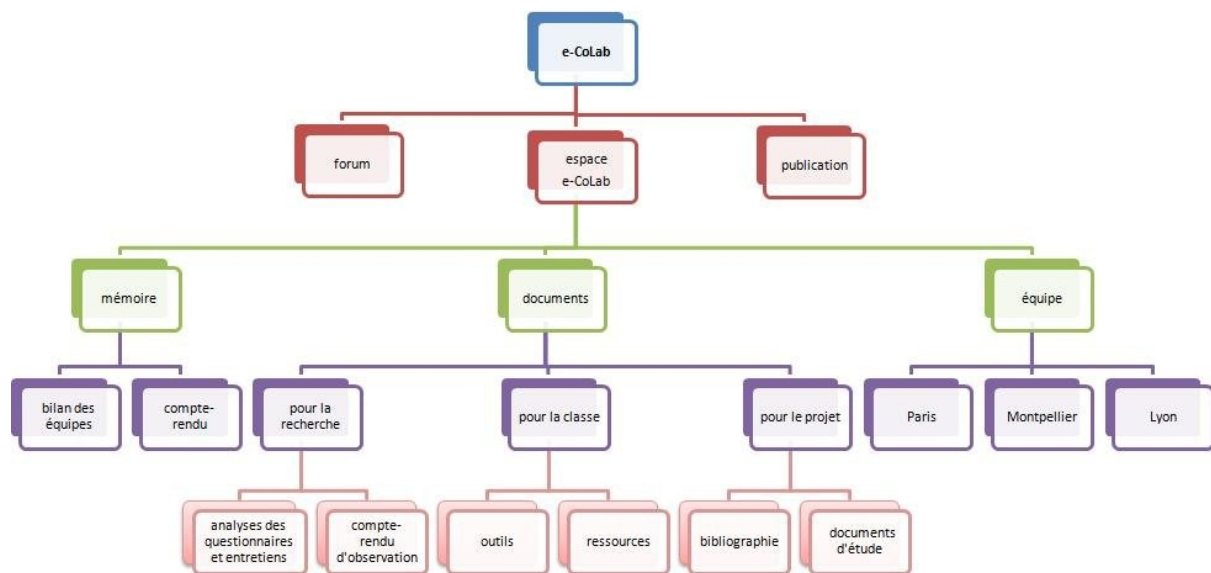 e-CoLab
forum
espace
e-CoLab
publication
mémoire
documents
équipe
bilan des
équipes
compte-
rendu
pour la
recherche
pour la classe
pour le projet
Paris
Montpellier
Lyon
analyses des
questionnaires
et entretiens
compte-
rendu
d'observation
outils
ressources
bibliographie
documents
d'étude